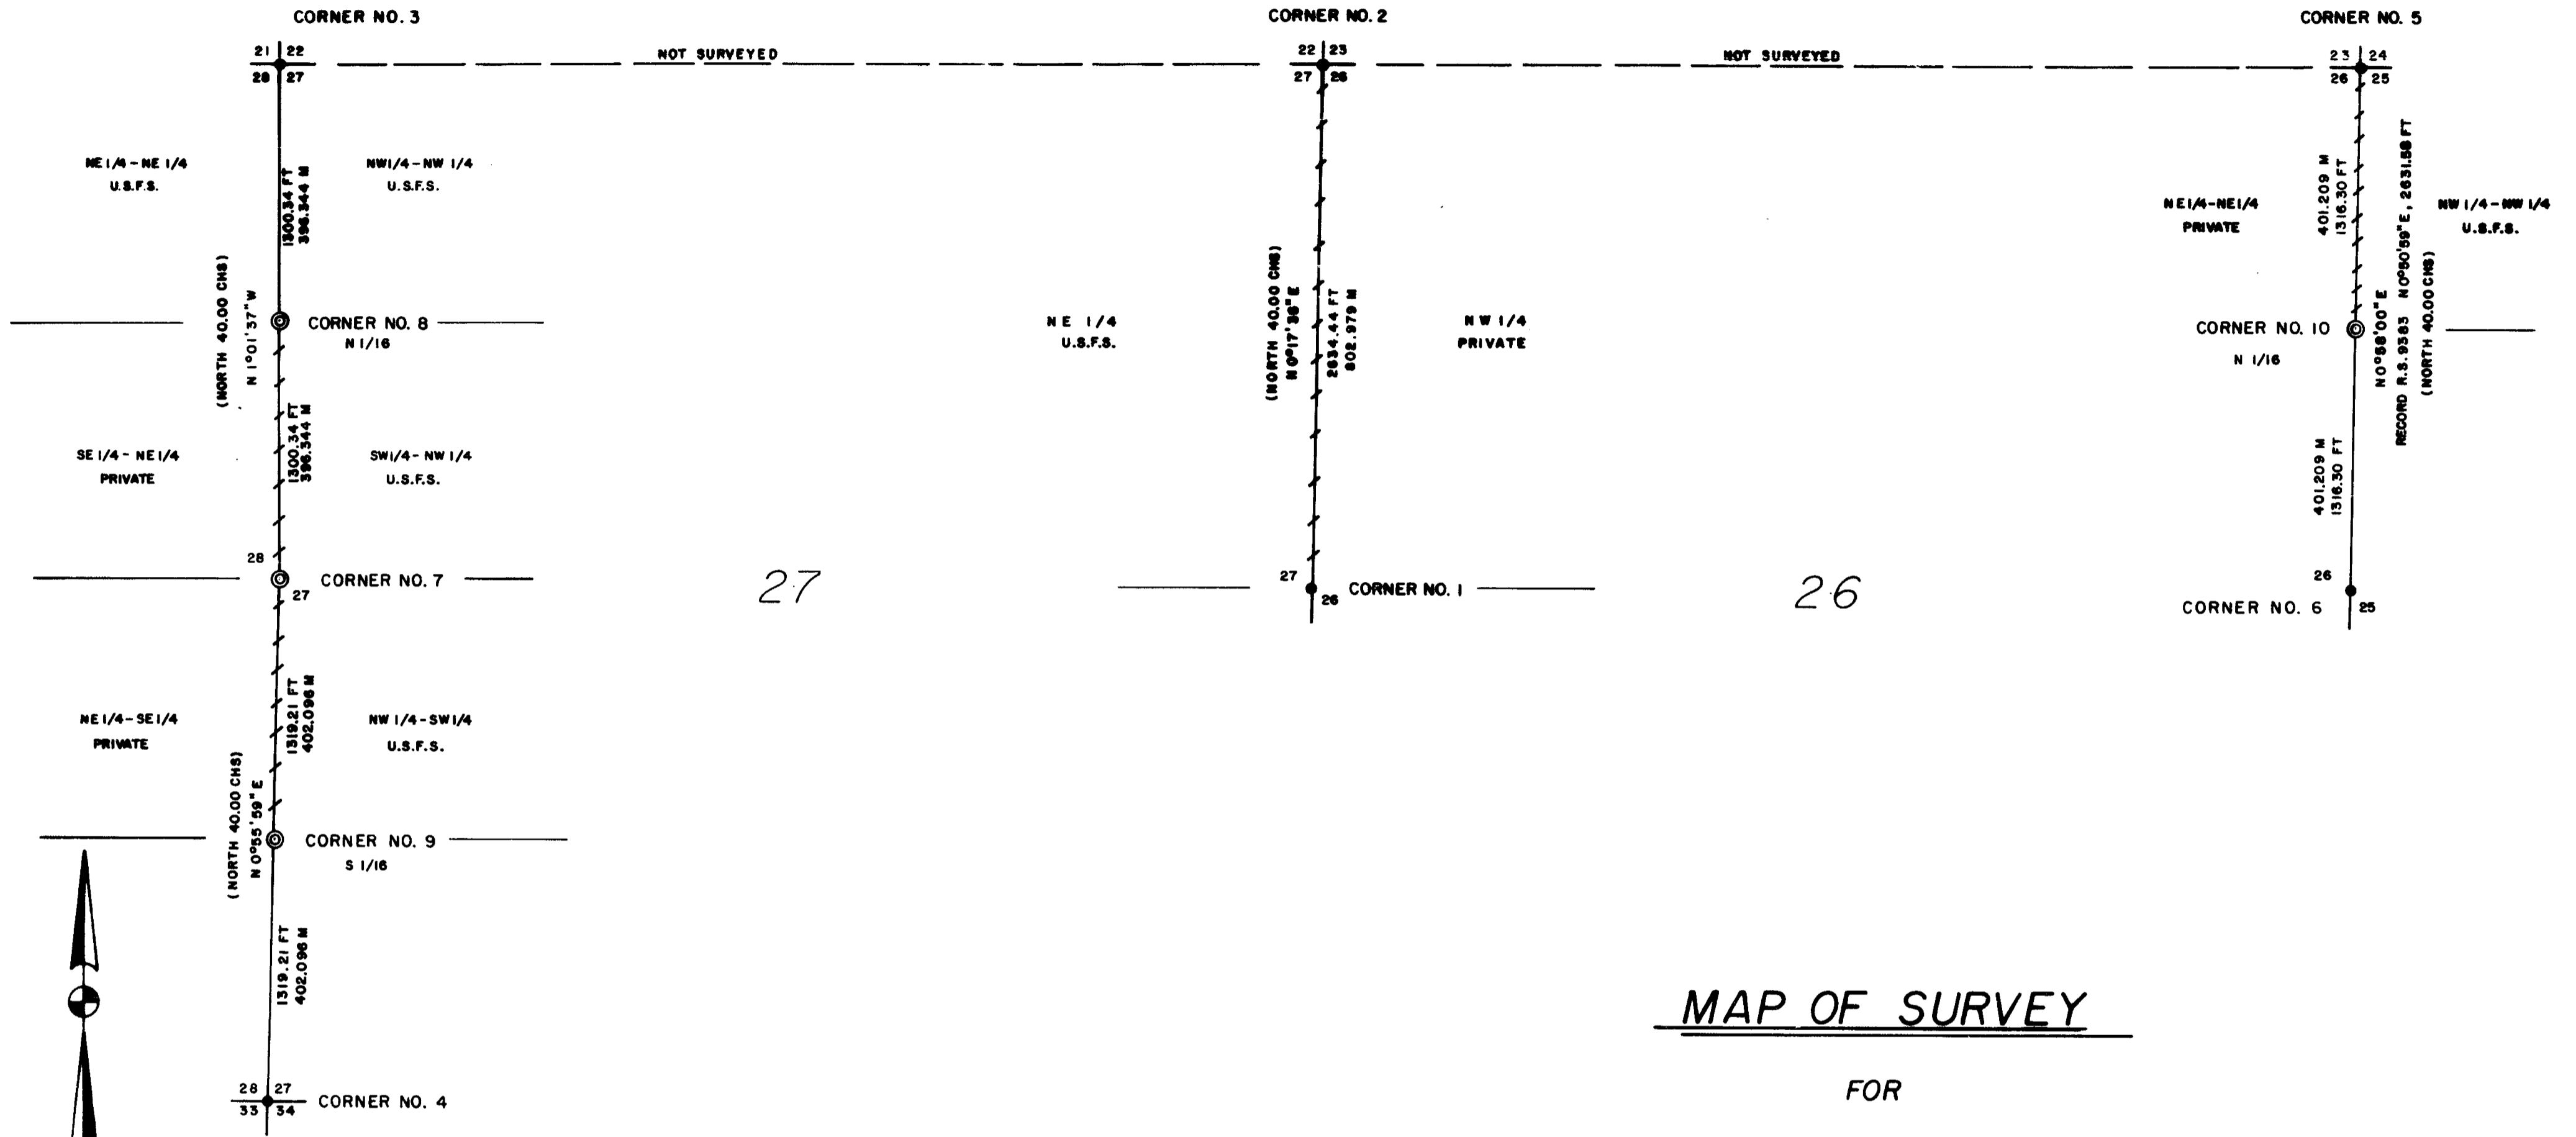 CORNER NO. 3
CORNER NO. 2
CORNER NO. 5
21 22
28 27
NOT SURVEYED
22 23
27 26
NOT SURVEYED
23 24
26 25
NE 1/4 - NE 1/4
U.S.F.S.
1300.34 FT
396.344 M
NW 1/4 - NW 1/4
U.S.F.S.
(NORTH 40.00 CHS)
N 1°01'37" W
CORNER NO. 8
N 1/16
SE 1/4 - NE 1/4
PRIVATE
1300.34 FT
396.344 M
SW 1/4 - NW 1/4
U.S.F.S.
28
27
CORNER NO. 7
NE 1/4 - SE 1/4
PRIVATE
1319.21 FT
402.096 M
NW 1/4 - SW 1/4
U.S.F.S.
(NORTH 40.00 CHS)
N 0°55'59" E
CORNER NO. 9
S 1/16
1319.21 FT
402.096 M
28 27
33 34
CORNER NO. 4
27
NE 1/4
U.S.F.S.
(NORTH 40.00 CHS)
N 0°17'36" E
2634.44 FT
802.979 M
NW 1/4
PRIVATE
27
26
CORNER NO. 1
26
NE 1/4 - NE 1/4
PRIVATE
401.209 M
1316.30 FT
NW 1/4 - NW 1/4
U.S.F.S.
CORNER NO. 10
N 1/16
N 0°58'00" E
RECORD R.S. 9383 N 0°50'59" E, 2631.58 FT
(NORTH 40.00 CHS)
401.209 M
1316.30 FT
26
25
CORNER NO. 6
MAP OF SURVEY
FOR